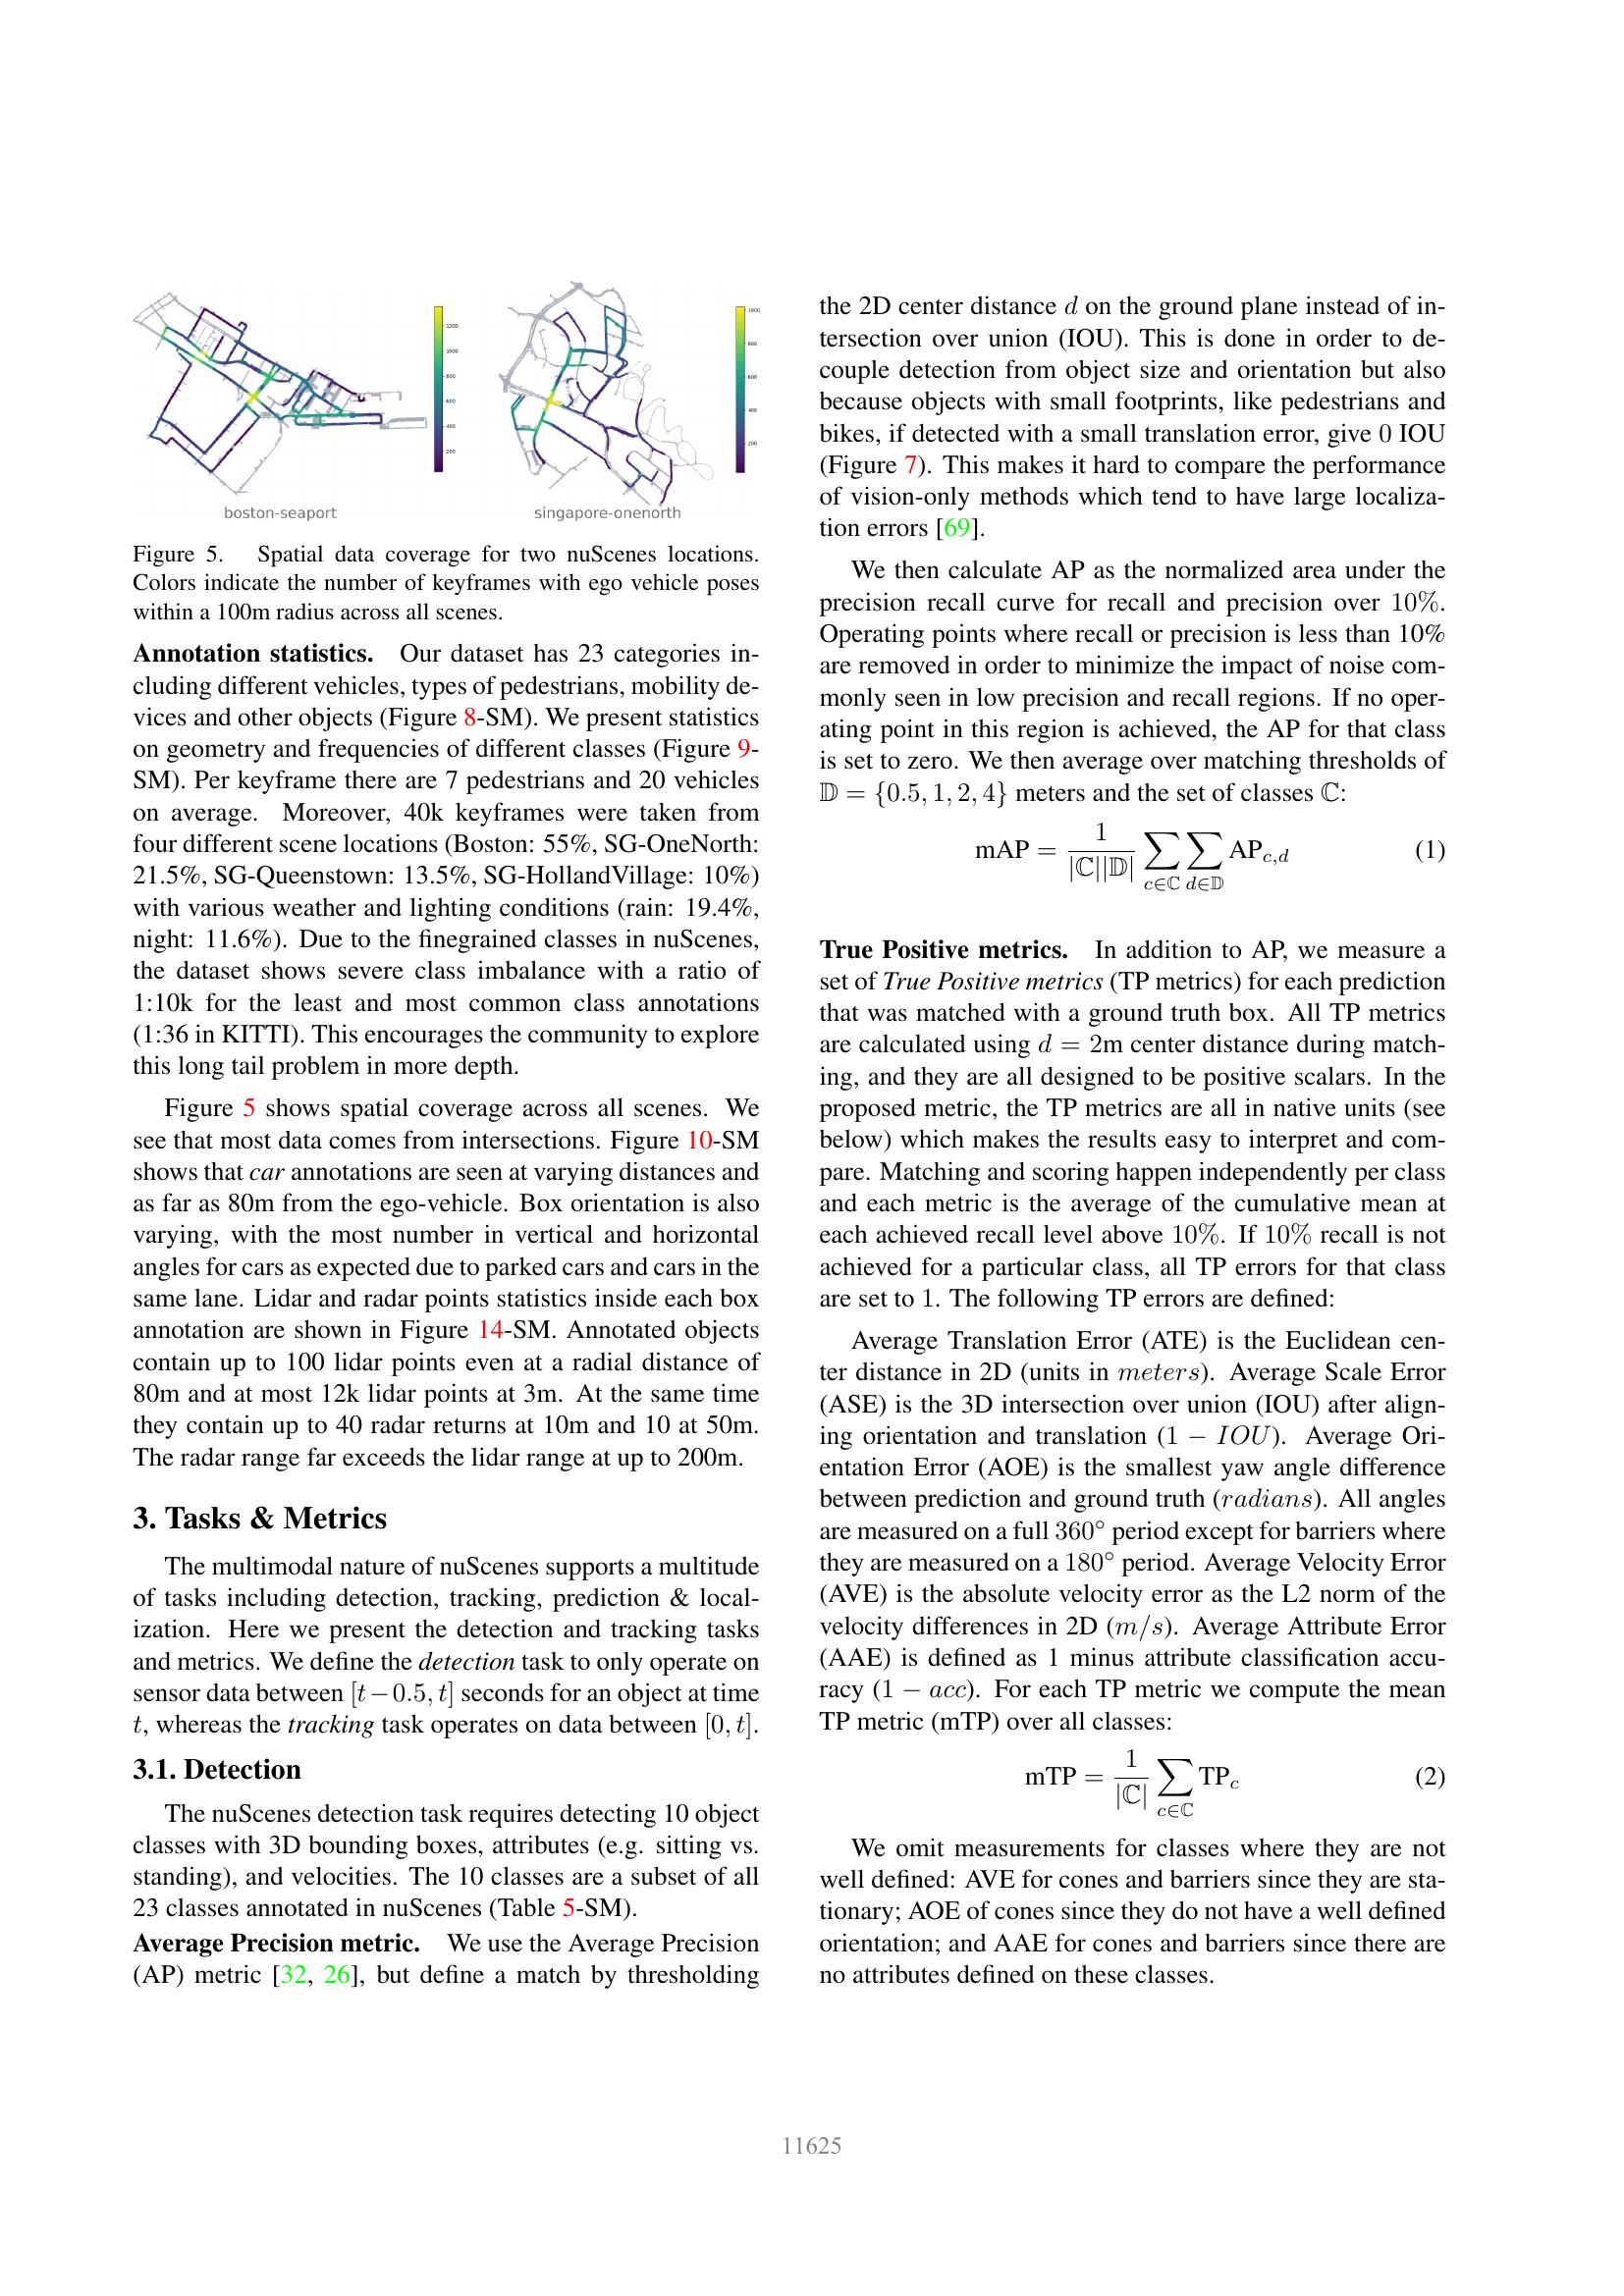 1200
1000
800
600
400
200
1000
800
600
400
200
boston-seaport
singapore-onenorth
Figure 5. Spatial data coverage for two nuScenes locations.
Colors indicate the number of keyframes with ego vehicle poses
within a 100m radius across all scenes.
Annotation statistics. Our dataset has 23 categories in-
cluding different vehicles, types of pedestrians, mobility de-
vices and other objects (Figure 8-SM). We present statistics
on geometry and frequencies of different classes (Figure 9-
SM). Per keyframe there are 7 pedestrians and 20 vehicles
on average. Moreover, 40k keyframes were taken from
four different scene locations (Boston: 55%, SG-OneNorth:
21.5%, SG-Queenstown: 13.5%, SG-HollandVillage: 10%)
with various weather and lighting conditions (rain: 19.4%,
night: 11.6%). Due to the finegrained classes in nuScenes,
the dataset shows severe class imbalance with a ratio of
1:10k for the least and most common class annotations
(1:36 in KITTI). This encourages the community to explore
this long tail problem in more depth.
Figure 5 shows spatial coverage across all scenes. We
see that most data comes from intersections. Figure 10-SM
shows that car annotations are seen at varying distances and
as far as 80m from the ego-vehicle. Box orientation is also
varying, with the most number in vertical and horizontal
angles for cars as expected due to parked cars and cars in the
same lane. Lidar and radar points statistics inside each box
annotation are shown in Figure 14-SM. Annotated objects
contain up to 100 lidar points even at a radial distance of
80m and at most 12k lidar points at 3m. At the same time
they contain up to 40 radar returns at 10m and 10 at 50m.
The radar range far exceeds the lidar range at up to 200m.
3. Tasks & Metrics
The multimodal nature of nuScenes supports a multitude
of tasks including detection, tracking, prediction & local-
ization. Here we present the detection and tracking tasks
and metrics. We define the detection task to only operate on
sensor data between [t − 0.5, t] seconds for an object at time
t, whereas the tracking task operates on data between [0, t].
3.1. Detection
The nuScenes detection task requires detecting 10 object
classes with 3D bounding boxes, attributes (e.g. sitting vs.
standing), and velocities. The 10 classes are a subset of all
23 classes annotated in nuScenes (Table 5-SM).
Average Precision metric. We use the Average Precision
(AP) metric [32, 26], but define a match by thresholding
the 2D center distance d on the ground plane instead of in-
tersection over union (IOU). This is done in order to de-
couple detection from object size and orientation but also
because objects with small footprints, like pedestrians and
bikes, if detected with a small translation error, give 0 IOU
(Figure 7). This makes it hard to compare the performance
of vision-only methods which tend to have large localiza-
tion errors [69].
We then calculate AP as the normalized area under the
precision recall curve for recall and precision over 10%.
Operating points where recall or precision is less than 10%
are removed in order to minimize the impact of noise com-
monly seen in low precision and recall regions. If no oper-
ating point in this region is achieved, the AP for that class
is set to zero. We then average over matching thresholds of
𝔻 = {0.5, 1, 2, 4} meters and the set of classes ℂ:
mAP = 1 / |ℂ||𝔻| ∑c∈ℂ ∑d∈𝔻 APc,d (1)
True Positive metrics. In addition to AP, we measure a
set of True Positive metrics (TP metrics) for each prediction
that was matched with a ground truth box. All TP metrics
are calculated using d = 2m center distance during match-
ing, and they are all designed to be positive scalars. In the
proposed metric, the TP metrics are all in native units (see
below) which makes the results easy to interpret and com-
pare. Matching and scoring happen independently per class
and each metric is the average of the cumulative mean at
each achieved recall level above 10%. If 10% recall is not
achieved for a particular class, all TP errors for that class
are set to 1. The following TP errors are defined:
Average Translation Error (ATE) is the Euclidean cen-
ter distance in 2D (units in meters). Average Scale Error
(ASE) is the 3D intersection over union (IOU) after align-
ing orientation and translation (1 − IOU). Average Ori-
entation Error (AOE) is the smallest yaw angle difference
between prediction and ground truth (radians). All angles
are measured on a full 360° period except for barriers where
they are measured on a 180° period. Average Velocity Error
(AVE) is the absolute velocity error as the L2 norm of the
velocity differences in 2D (m/s). Average Attribute Error
(AAE) is defined as 1 minus attribute classification accu-
racy (1 − acc). For each TP metric we compute the mean
TP metric (mTP) over all classes:
mTP = 1 / |ℂ| ∑c∈ℂ TPc (2)
We omit measurements for classes where they are not
well defined: AVE for cones and barriers since they are sta-
tionary; AOE of cones since they do not have a well defined
orientation; and AAE for cones and barriers since there are
no attributes defined on these classes.
11625